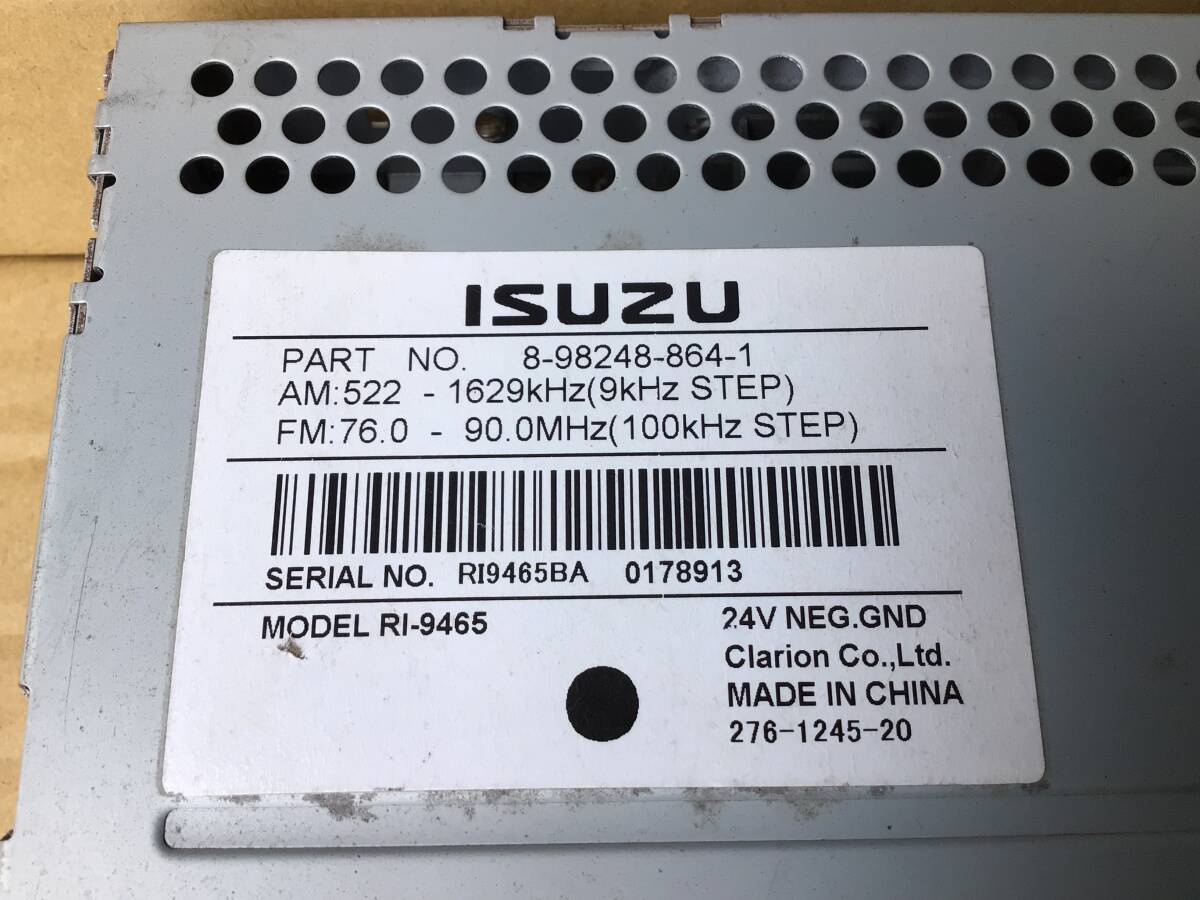 ISUZU
PART NO. 8-98248-864-1
AM:522 - 1629kHz(9kHz STEP)
FM:76.0 - 90.0MHz(100kHz STEP)
SERIAL NO. RI9465BA 0178913
MODEL RI-9465
24V NEG.GND
Clarion Co.,Ltd.
MADE IN CHINA
276-1245-20